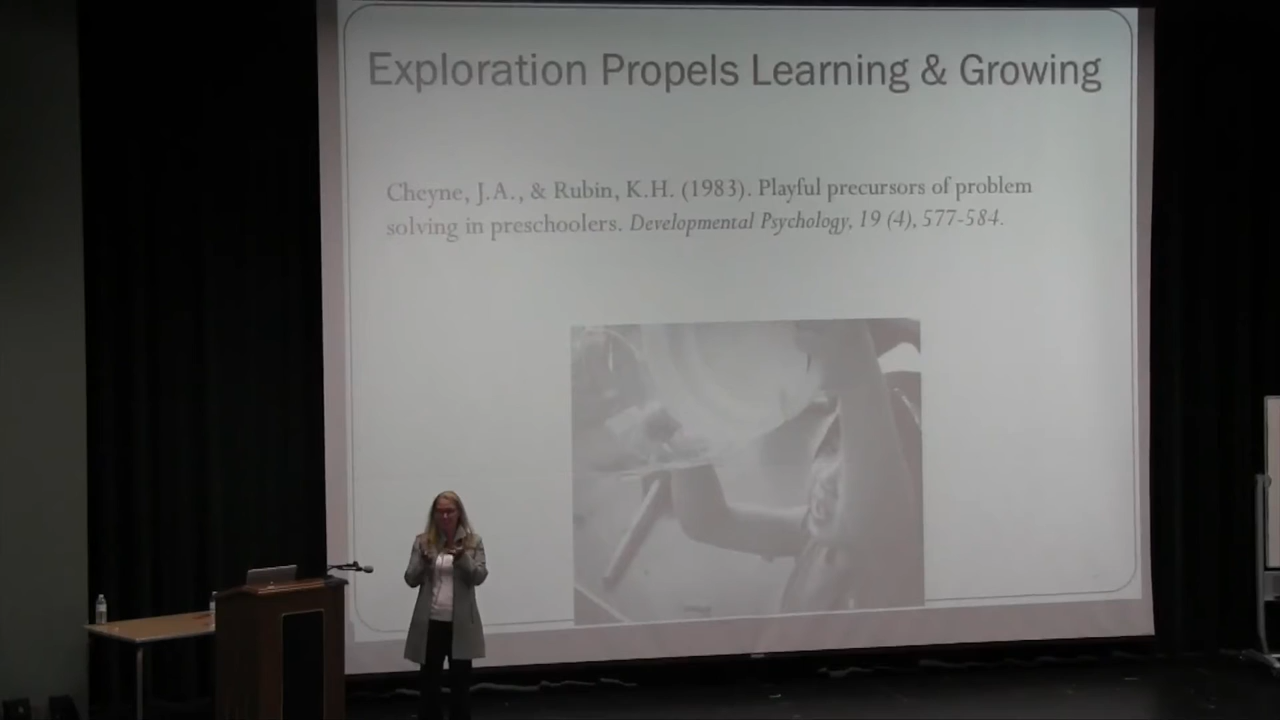 Exploration Propels Learning & Growing
Cheyne, J.A., & Rubin, K.H. (1983). Playful precursors of problem
solving in preschoolers. Developmental Psychology, 19 (4), 577-584.